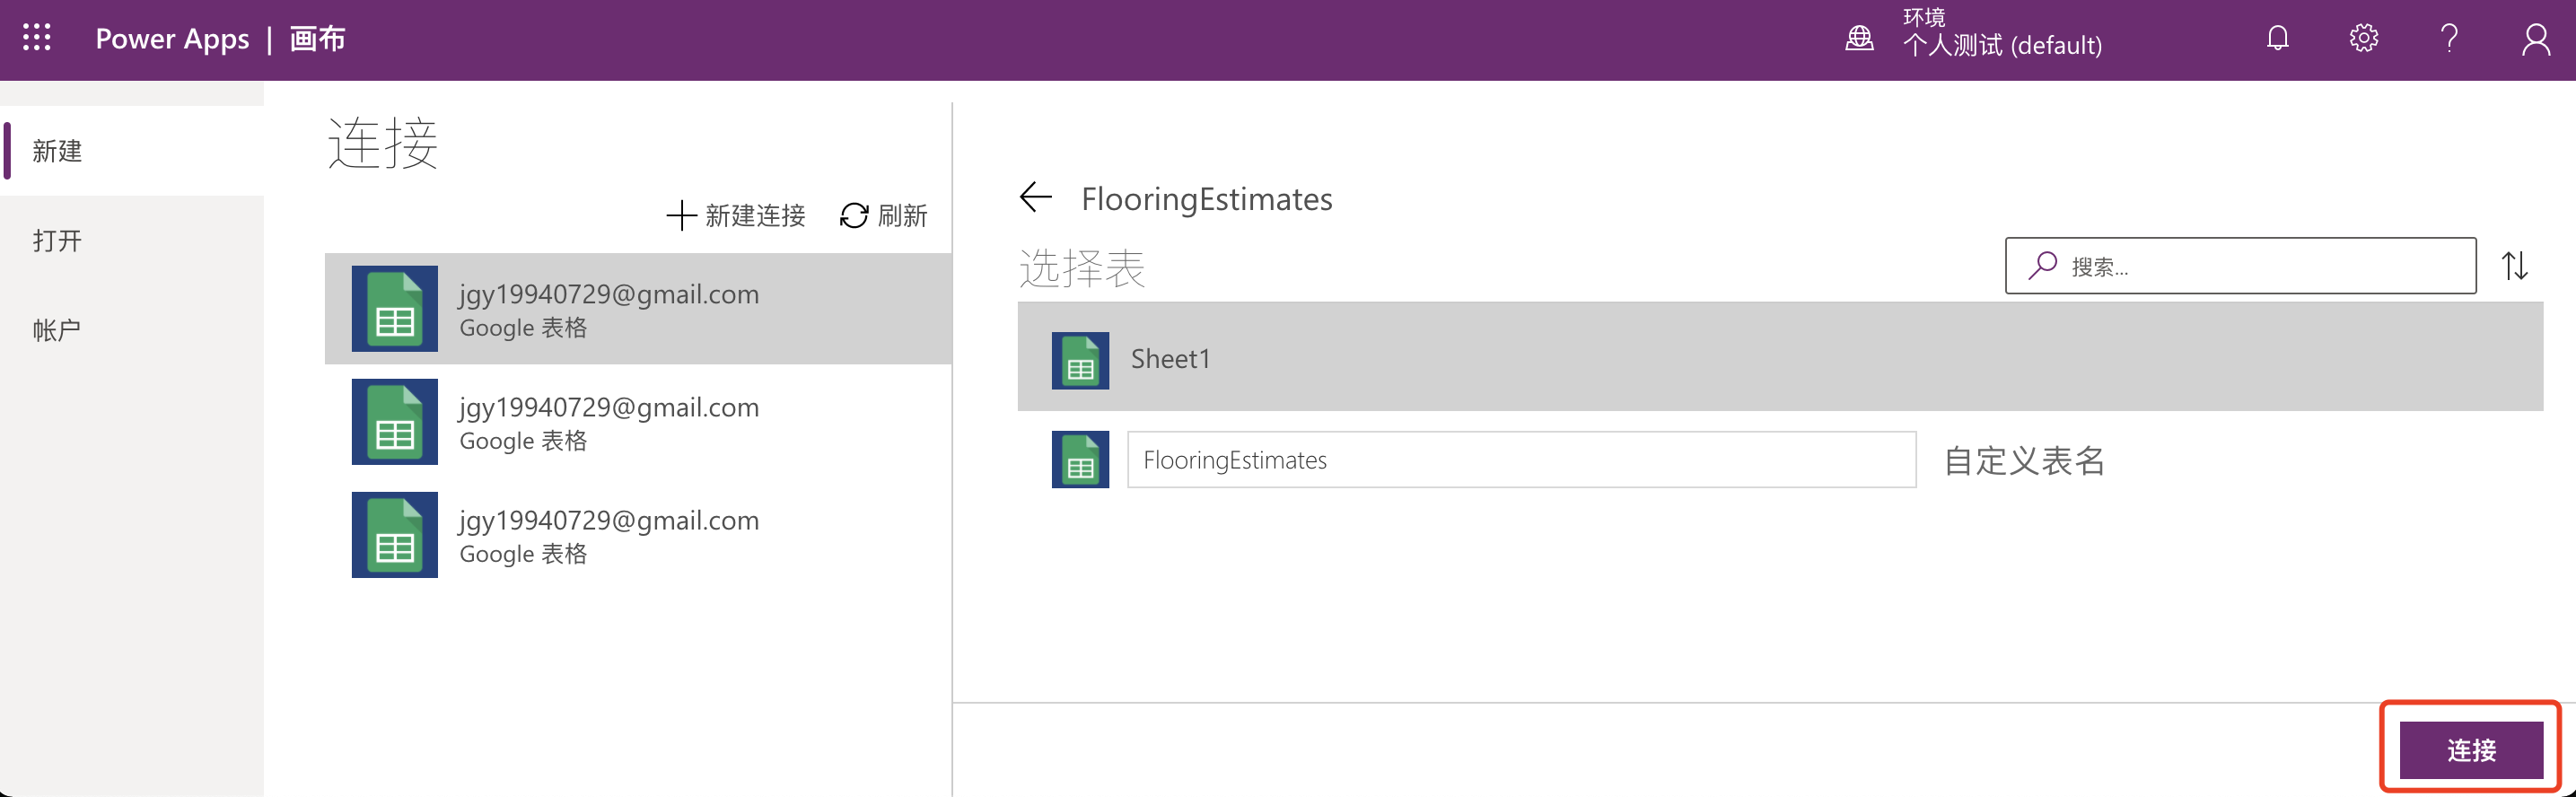 Power Apps | 画布
环境
个人测试 (default)
新建
打开
帐户
连接
新建连接
刷新
jgy19940729@gmail.com
Google 表格
jgy19940729@gmail.com
Google 表格
jgy19940729@gmail.com
Google 表格
FlooringEstimates
选择表
搜索...
Sheet1
FlooringEstimates
自定义表名
连接